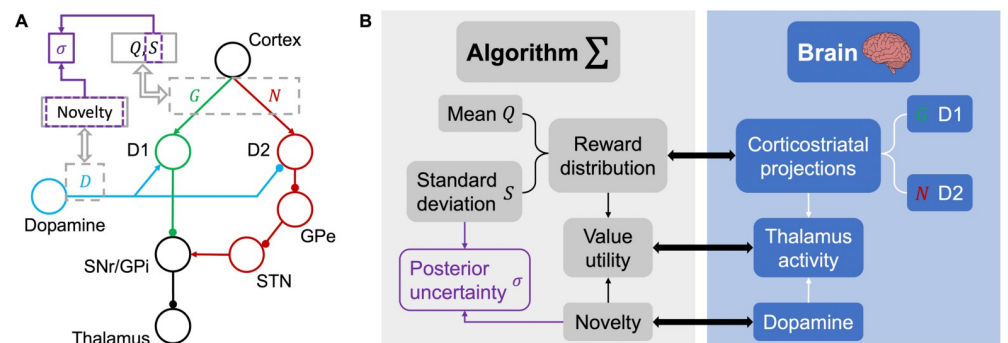 A
σ
Q, S
Cortex
G
N
Novelty
D1
D2
D
Dopamine
GPe
SNr/GPi
STN
Thalamus
B
Algorithm ∑
Brain
Mean Q
Standard
deviation S
Reward
distribution
Corticostriatal
projections
G D1
N D2
Posterior
uncertainty σ
Value
utility
Thalamus
activity
Novelty
Dopamine